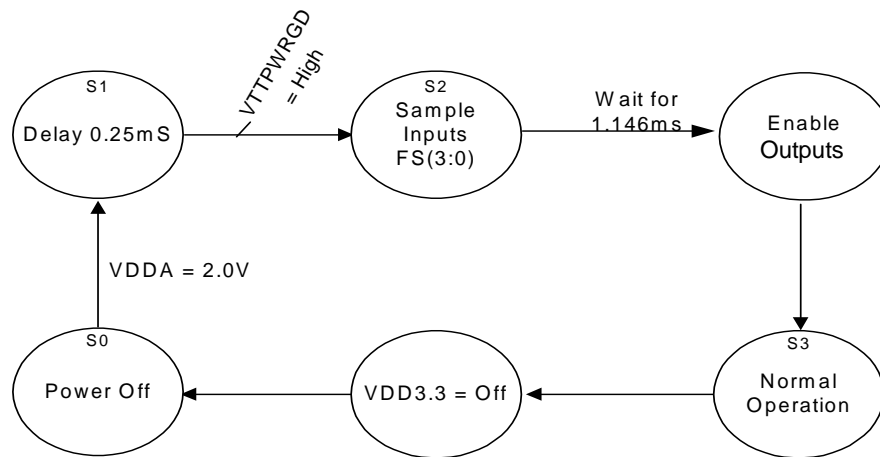 S1
Delay 0.25mS
VTTPWRGD
= High
S2
Sample
Inputs
FS(3:0)
Wait for
1.146ms
Enable
Outputs
VDDA = 2.0V
S0
Power Off
VDD3.3 = Off
S3
Normal
Operation